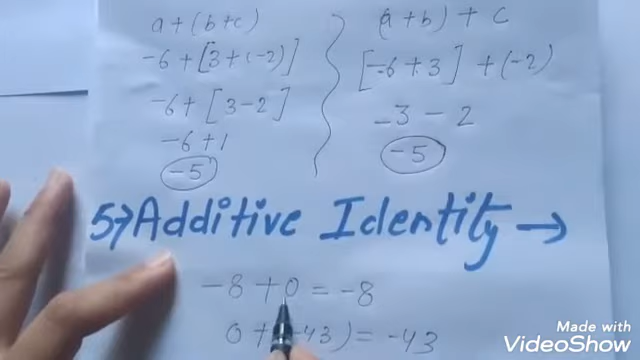 a + (b+c)
-6 + [3 + (-2)]
-6 + [3 - 2]
-6 + 1
-5
(a + b) + c
[-6 + 3] + (-2)
-3 - 2
-5
5→ Additive Identity →
-8 + 0 = -8
0 + (-43) = -43
Made with
VideoShow